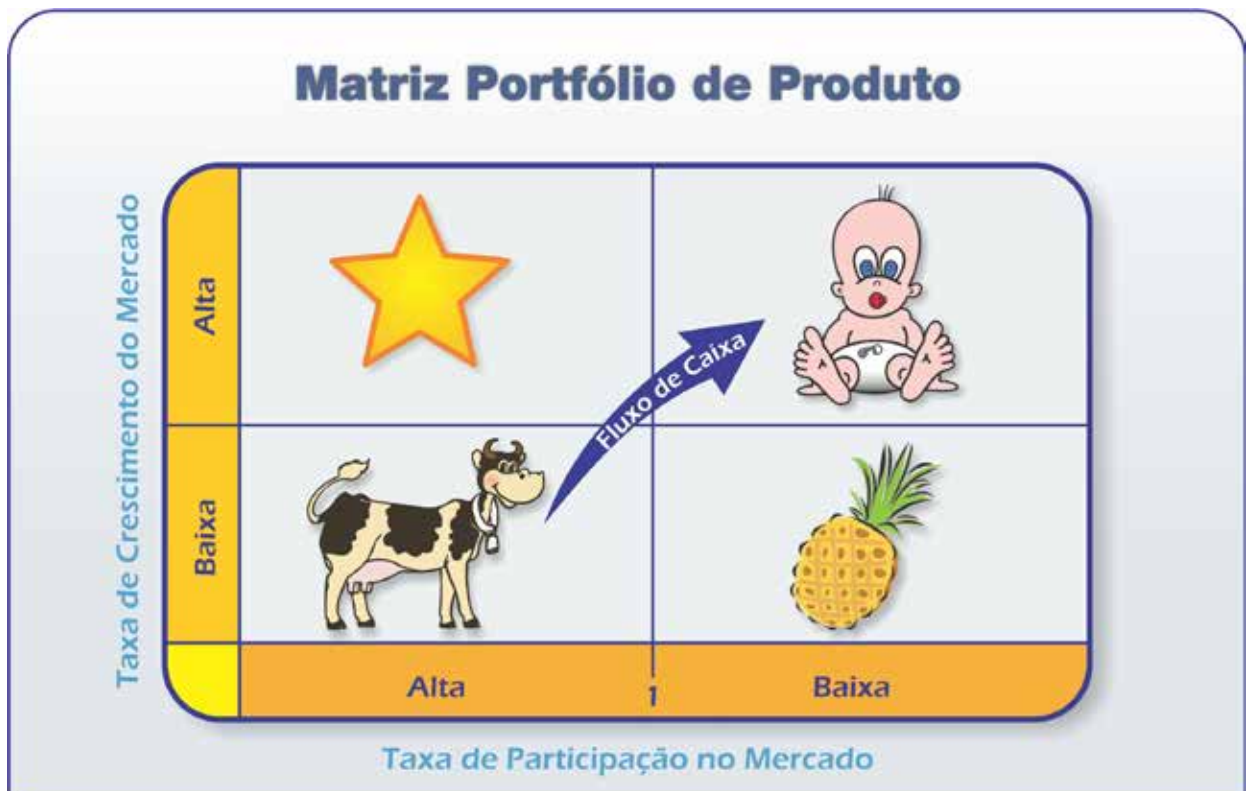 Matriz Portfólio de Produto
Taxa de Crescimento do Mercado
Alta
Baixa
Fluxo de Caixa
Alta
1
Baixa
Taxa de Participação no Mercado